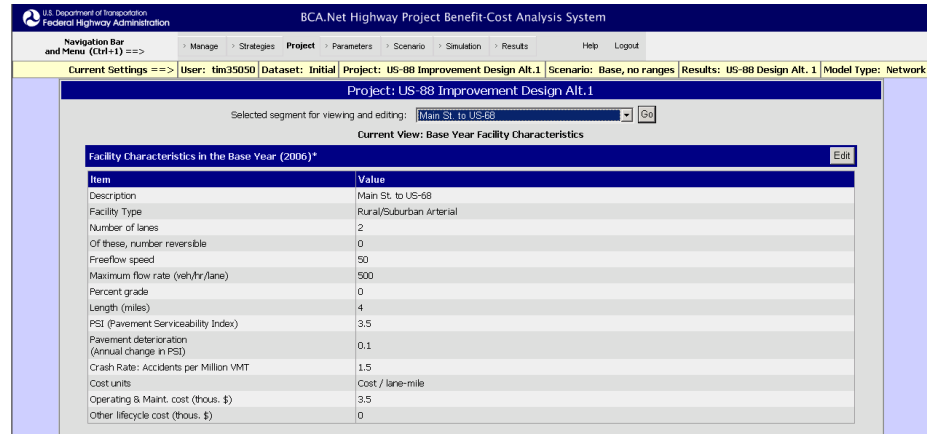 U.S. Department of Transportation
Federal Highway Administration
BCA.Net Highway Project Benefit-Cost Analysis System
Navigation Bar
and Menu (Ctrl+1) ==>
> Manage > Strategies Project > Parameters > Scenario > Simulation > Results Help Logout
Current Settings ==> User: tim35050 Dataset: Initial Project: US-88 Improvement Design Alt.1 Scenario: Base, no ranges Results: US-88 Design Alt. 1 Model Type: Network
Project: US-88 Improvement Design Alt.1
Selected segment for viewing and editing: Main St. to US-68 Go
Current View: Base Year Facility Characteristics
Facility Characteristics in the Base Year (2006)* Edit
Item Value
Description Main St. to US-68
Facility Type Rural/Suburban Arterial
Number of lanes 2
Of these, number reversible 0
Freeflow speed 50
Maximum flow rate (veh/hr/lane) 500
Percent grade 0
Length (miles) 4
PSI (Pavement Serviceability Index) 3.5
Pavement deterioration
(Annual change in PSI) 0.1
Crash Rate: Accidents per Million VMT 1.5
Cost units Cost / lane-mile
Operating & Maint. cost (thous. $) 3.5
Other lifecycle cost (thous. $) 0